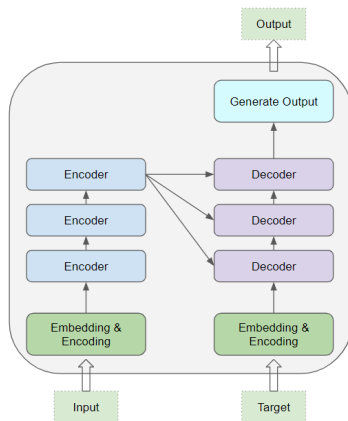 Output
Generate Output
Encoder
Decoder
Encoder
Decoder
Encoder
Decoder
Embedding &
Encoding
Embedding &
Encoding
Input
Target